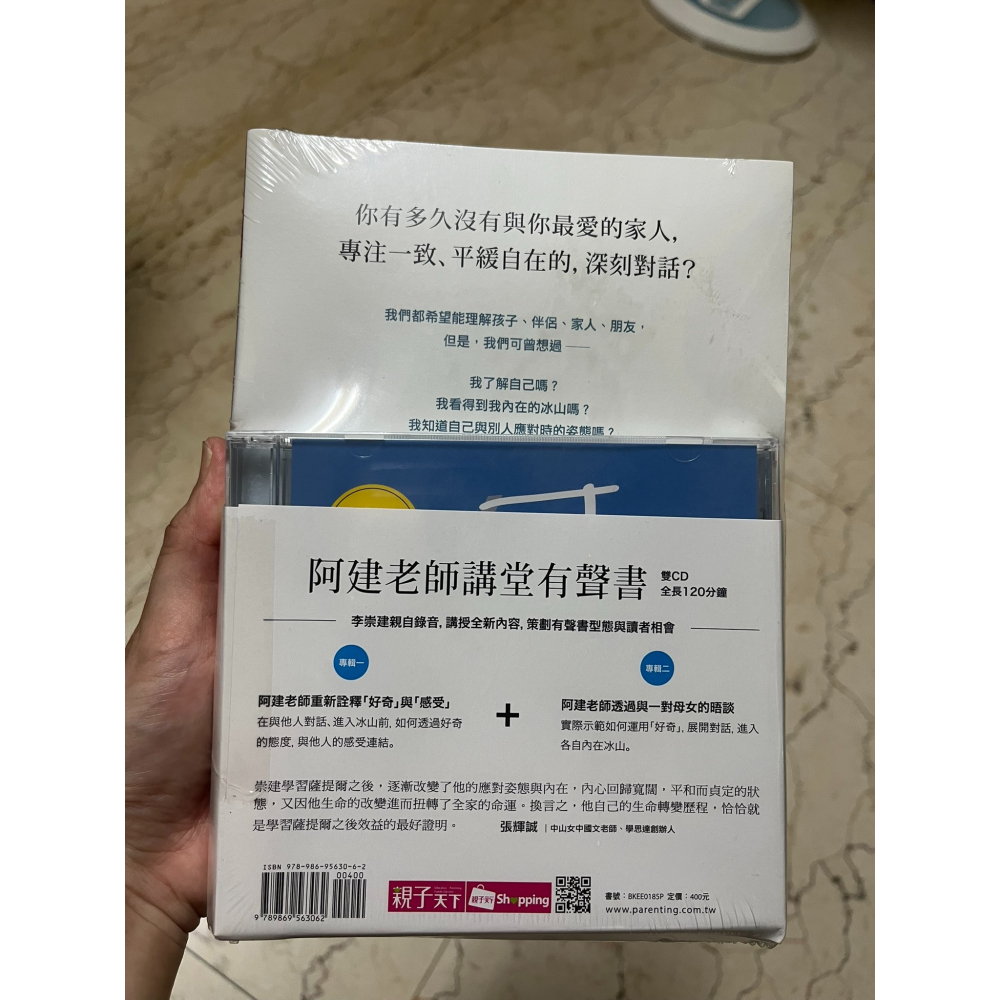 你有多久沒有與你最愛的家人,
專注一致、平緩自在的, 深刻對話?
我們都希望能理解孩子、伴侶、家人、朋友,
但是,我們可曾想過——
我了解自己嗎?
我看得到我內在的冰山嗎?
我知道自己與別人應對時的姿態嗎?
阿建老師講堂有聲書 雙CD
全長120分鐘
李崇建親自錄音, 講授全新內容, 策劃有聲書型態與讀者相會
專輯一
阿建老師重新詮釋「好奇」與「感受」
在與他人對話、進入冰山前, 如何透過好奇
的態度, 與他人的感受連結。
+
專輯二
阿建老師透過與一對母女的晤談
實際示範如何運用「好奇」, 展開對話, 進入
各自內在冰山。
崇建學習薩提爾之後,逐漸改變了他的應對姿態與內在,內心回歸寬闊,平和而貞定的狀
態,又因他生命的改變進而扭轉了全家的命運。換言之,他自己的生命轉變歷程,恰恰就
是學習薩提爾之後效益的最好證明。 張輝誠|中山女中國文老師、學思達創辦人
ISBN 978-986-95630-6-2
00400
9 789869 563062
親子天下
親子天下 Shopping
書號:BKEE0185P 定價:400元
www.parenting.com.tw